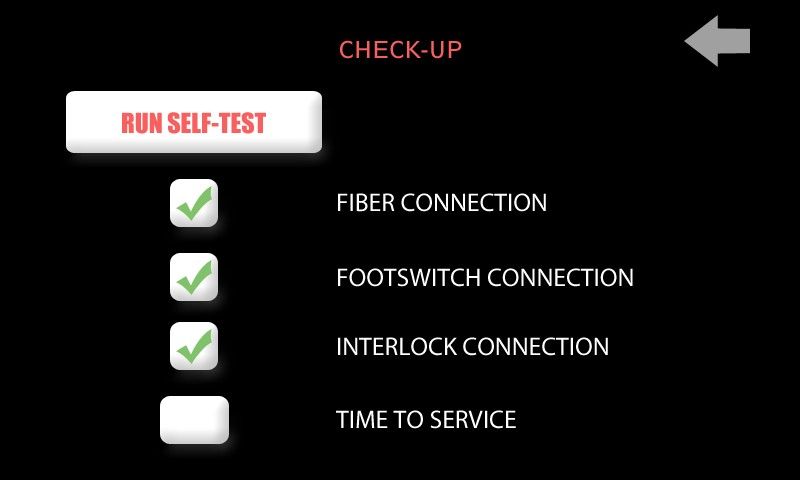 CHECK-UP
RUN SELF-TEST
FIBER CONNECTION
FOOTSWITCH CONNECTION
INTERLOCK CONNECTION
TIME TO SERVICE